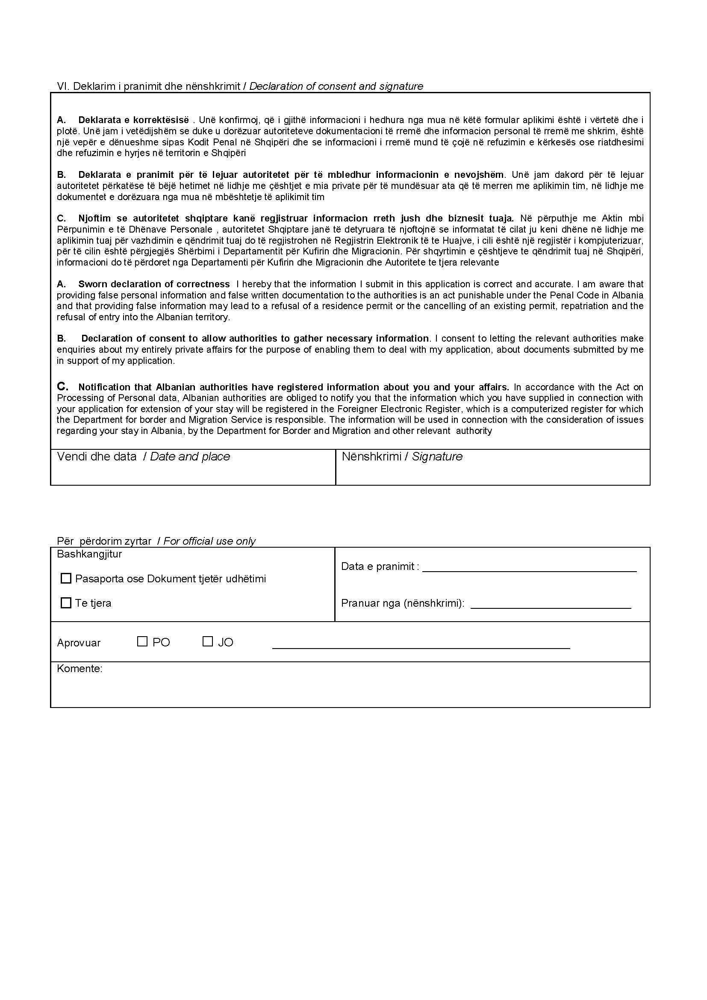 VI. Deklarim i pranimit dhe nënshkrimit / Declaration of consent and signature
A. Deklarata e korrektësisë . Unë konfirmoj, që i gjithë informacioni i hedhura nga mua në këtë formular aplikimi është i vërtetë dhe i
plotë. Unë jam i vetëdijshëm se duke u dorëzuar autoriteteve dokumentacioni të rremë dhe informacion personal të rremë me shkrim, është
një vepër e dënueshme sipas Kodit Penal në Shqipëri dhe se informacioni i rremë mund të çojë në refuzimin e kërkesës ose riatdhesimi
dhe refuzimin e hyrjes në territorin e Shqipëri
B. Deklarata e pranimit për të lejuar autoritetet për të mbledhur informacionin e nevojshëm. Unë jam dakord për të lejuar
autoritetet përkatëse të bëjë hetimet në lidhje me çështjet e mia private për të mundësuar ata që të merren me aplikimin tim, në lidhje me
dokumentet e dorëzuara nga mua në mbështetje të aplikimit tim
C. Njoftim se autoritetet shqiptare kanë regjistruar informacion rreth jush dhe biznesit tuaja. Në përputhje me Aktin mbi
Përpunimin e të Dhënave Personale , autoritetet Shqiptare janë të detyruara të njoftojnë se informatat të cilat ju keni dhëne në lidhje me
aplikimin tuaj për vazhdimin e qëndrimit tuaj do të regjistrohen në Regjistrin Elektronik të te Huajve, i cili është një regjistër i kompjuterizuar,
për të cilin është përgjegjës Shërbimi i Departamentit për Kufirin dhe Migracionin. Për shqyrtimin e çështjeve te qëndrimit tuaj në Shqipëri,
informacioni do të përdoret nga Departamenti për Kufirin dhe Migracionin dhe Autoritete te tjera relevante
A. Sworn declaration of correctness I hereby that the information I submit in this application is correct and accurate. I am aware that
providing false personal information and false written documentation to the authorities is an act punishable under the Penal Code in Albania
and that providing false information may lead to a refusal of a residence permit or the cancelling of an existing permit, repatriation and the
refusal of entry into the Albanian territory.
B. Declaration of consent to allow authorities to gather necessary information. I consent to letting the relevant authorities make
enquiries about my entirely private affairs for the purpose of enabling them to deal with my application, about documents submitted by me
in support of my application.
C. Notification that Albanian authorities have registered information about you and your affairs. In accordance with the Act on
Processing of Personal data, Albanian authorities are obliged to notify you that the information which you have supplied in connection with
your application for extension of your stay will be registered in the Foreigner Electronic Register, which is a computerized register for which
the Department for border and Migration Service is responsible. The information will be used in connection with the consideration of issues
regarding your stay in Albania, by the Department for Border and Migration and other relevant authority
Vendi dhe data / Date and place
Nënshkrimi / Signature
Për përdorim zyrtar / For official use only
Bashkangjitur
Pasaporta ose Dokument tjetër udhëtimi
Te tjera
Data e pranimit :
Pranuar nga (nënshkrimi):
Aprovuar PO JO
Komente: